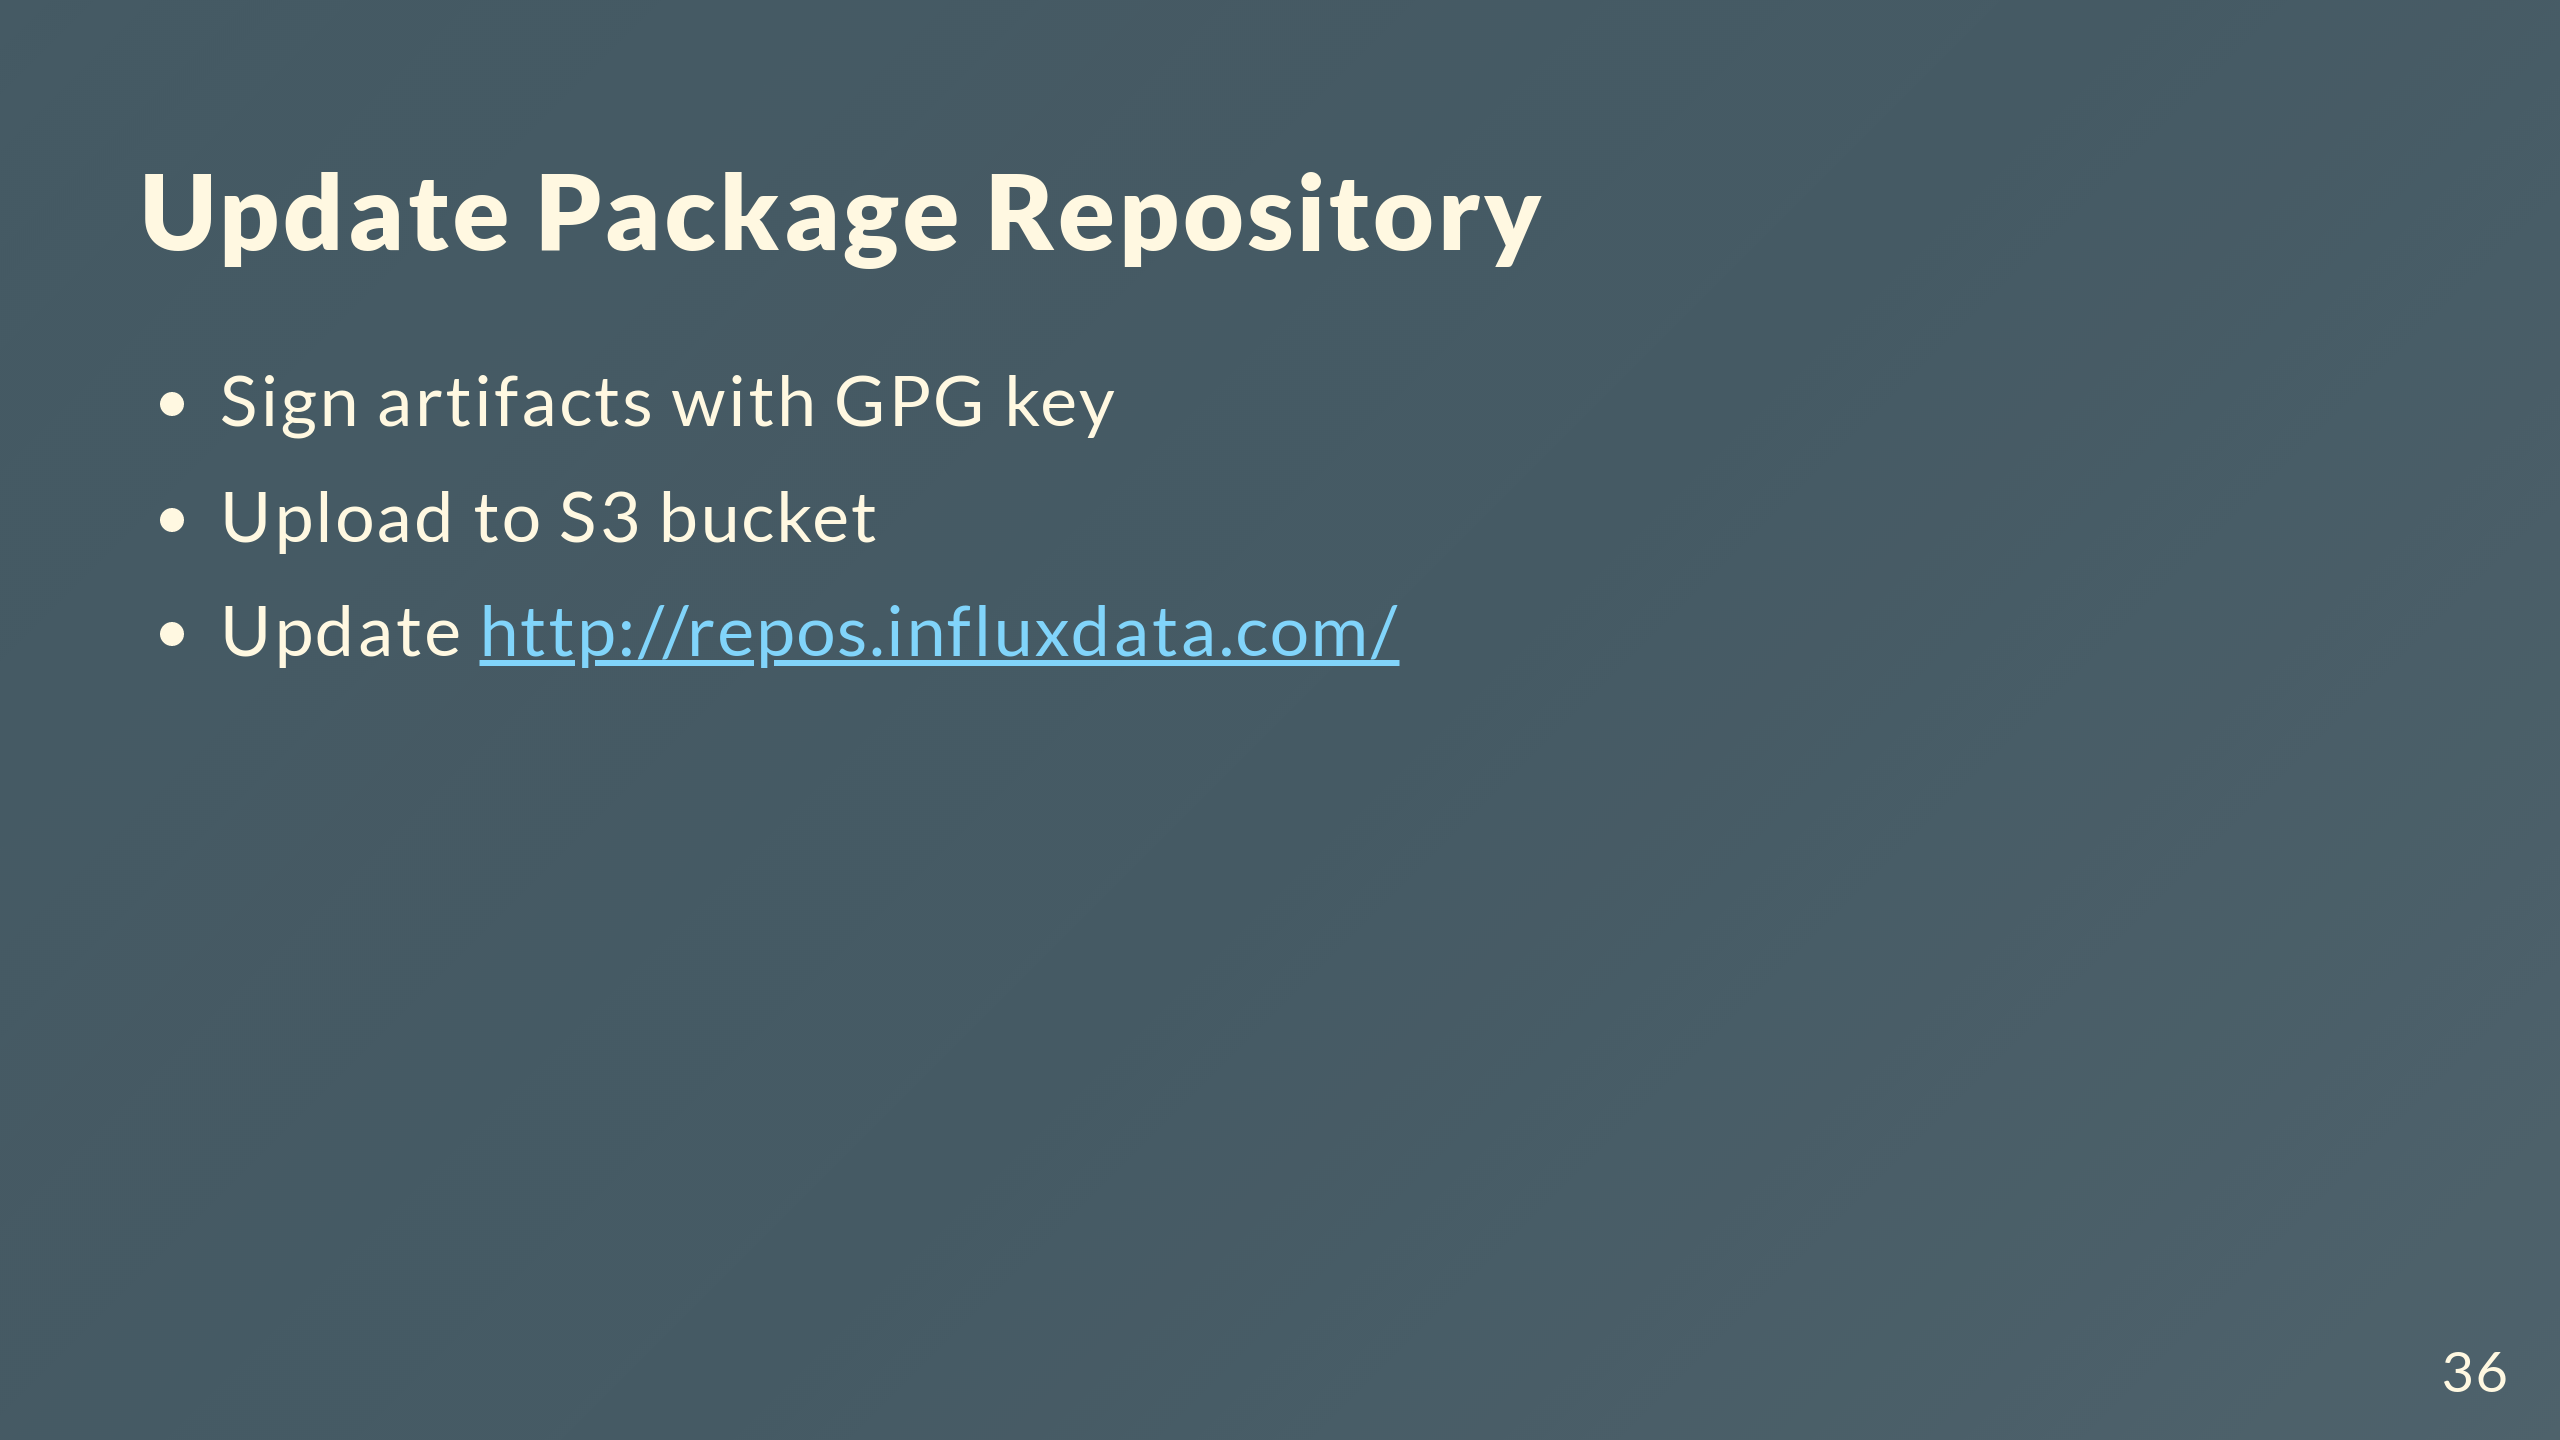 Update Package Repository
Sign artifacts with GPG key
Upload to S3 bucket
Update http://repos.influxdata.com/
36